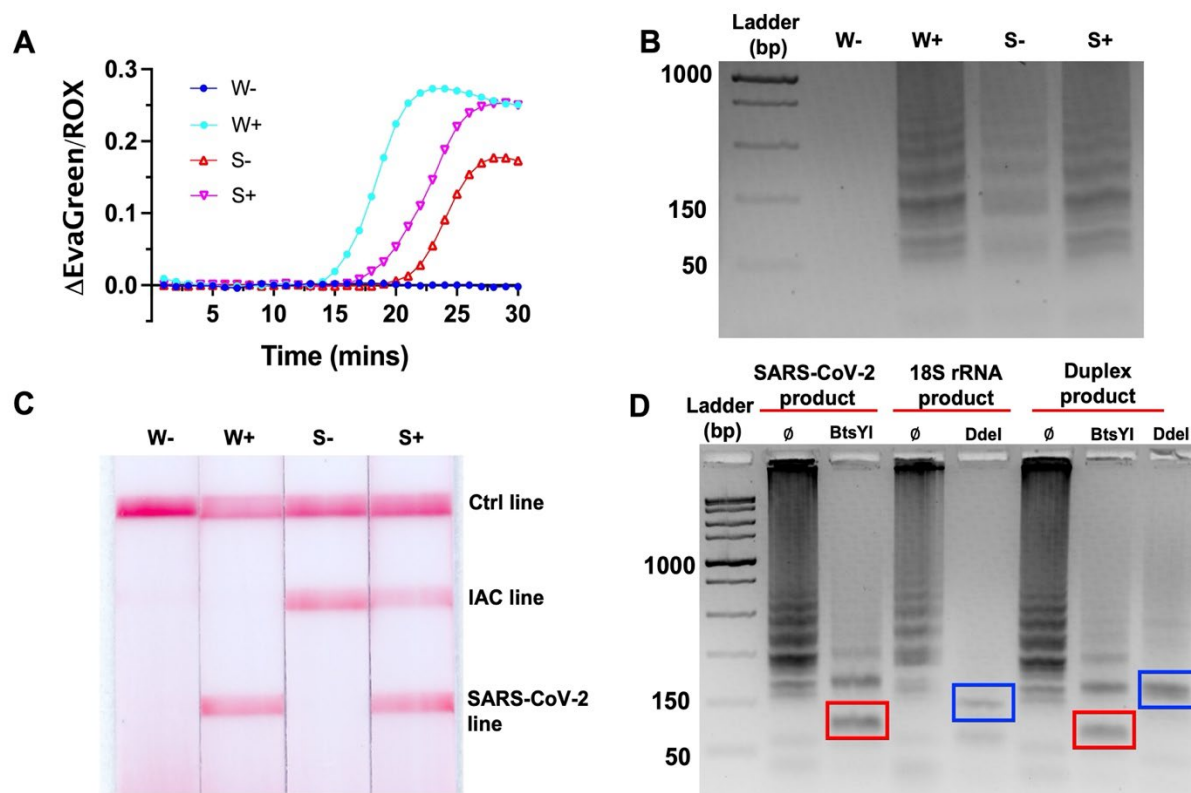 A
ΔEvaGreen/ROX
0.3
0.2
0.1
0.0
W-
W+
S-
S+
5
10
15
20
25
30
Time (mins)
B
Ladder
(bp)
W-
W+
S-
S+
1000
150
50
C
W-
W+
S-
S+
Ctrl line
IAC line
SARS-CoV-2
line
D
SARS-CoV-2
product
18S rRNA
product
Duplex
product
Ladder
(bp)
ø
BtsYI
ø
DdeI
ø
BtsYI
DdeI
1000
150
50